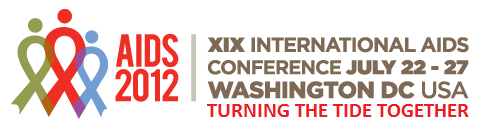 AIDS
2012
XIX INTERNATIONAL AIDS
CONFERENCE JULY 22 - 27
WASHINGTON DC USA
TURNING THE TIDE TOGETHER